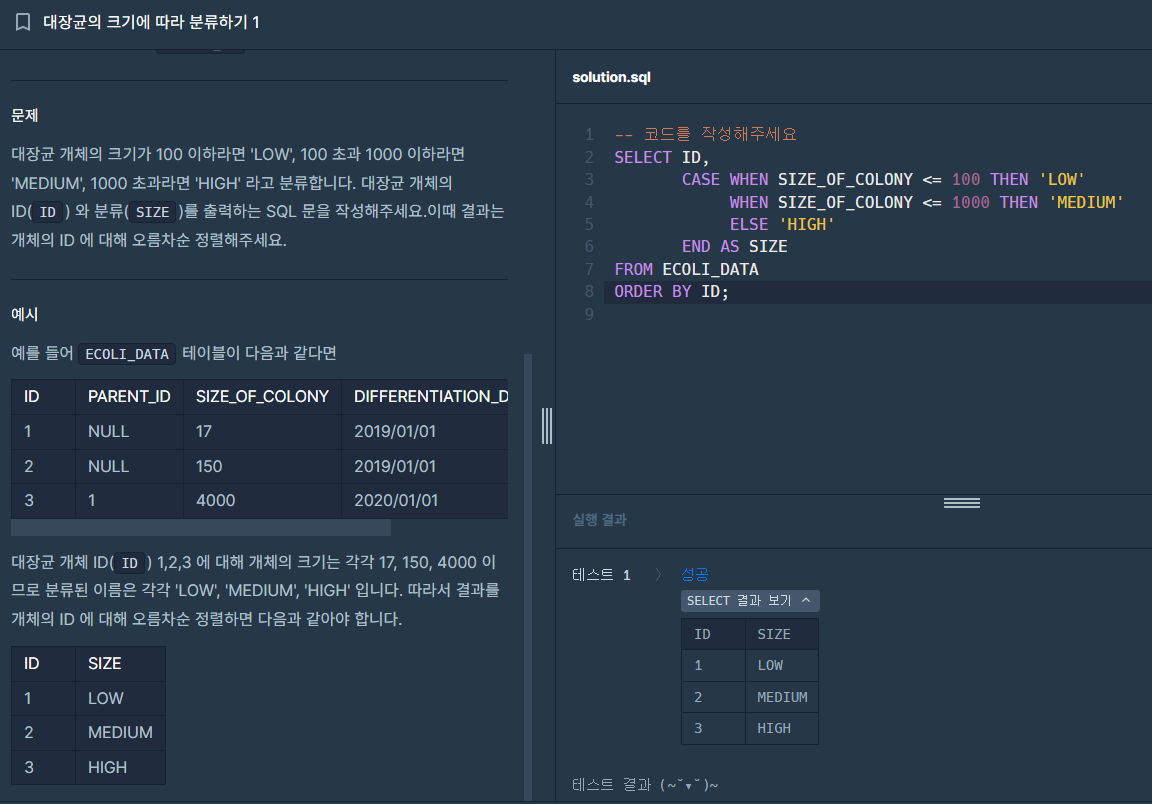 대장균의 크기에 따라 분류하기 1
문제
대장균 개체의 크기가 100 이하라면 'LOW', 100 초과 1000 이하라면
'MEDIUM', 1000 초과라면 'HIGH' 라고 분류합니다. 대장균 개체의
ID( ID ) 와 분류( SIZE )를 출력하는 SQL 문을 작성해주세요.이때 결과는
개체의 ID 에 대해 오름차순 정렬해주세요.
예시
예를 들어 ECOLI_DATA 테이블이 다음과 같다면
ID PARENT_ID SIZE_OF_COLONY DIFFERENTIATION_D
1 NULL 17 2019/01/01
2 NULL 150 2019/01/01
3 1 4000 2020/01/01
대장균 개체 ID( ID ) 1,2,3 에 대해 개체의 크기는 각각 17, 150, 4000 이
므로 분류된 이름은 각각 'LOW', 'MEDIUM', 'HIGH' 입니다. 따라서 결과를
개체의 ID 에 대해 오름차순 정렬하면 다음과 같아야 합니다.
ID SIZE
1 LOW
2 MEDIUM
3 HIGH
solution.sql
1 -- 코드를 작성해주세요
2 SELECT ID,
3 CASE WHEN SIZE_OF_COLONY <= 100 THEN 'LOW'
4 WHEN SIZE_OF_COLONY <= 1000 THEN 'MEDIUM'
5 ELSE 'HIGH'
6 END AS SIZE
7 FROM ECOLI_DATA
8 ORDER BY ID;
9
실행 결과
테스트 1 〉 성공
SELECT 결과 보기 ^
ID SIZE
1 LOW
2 MEDIUM
3 HIGH
테스트 결과 (~˘▾˘)~